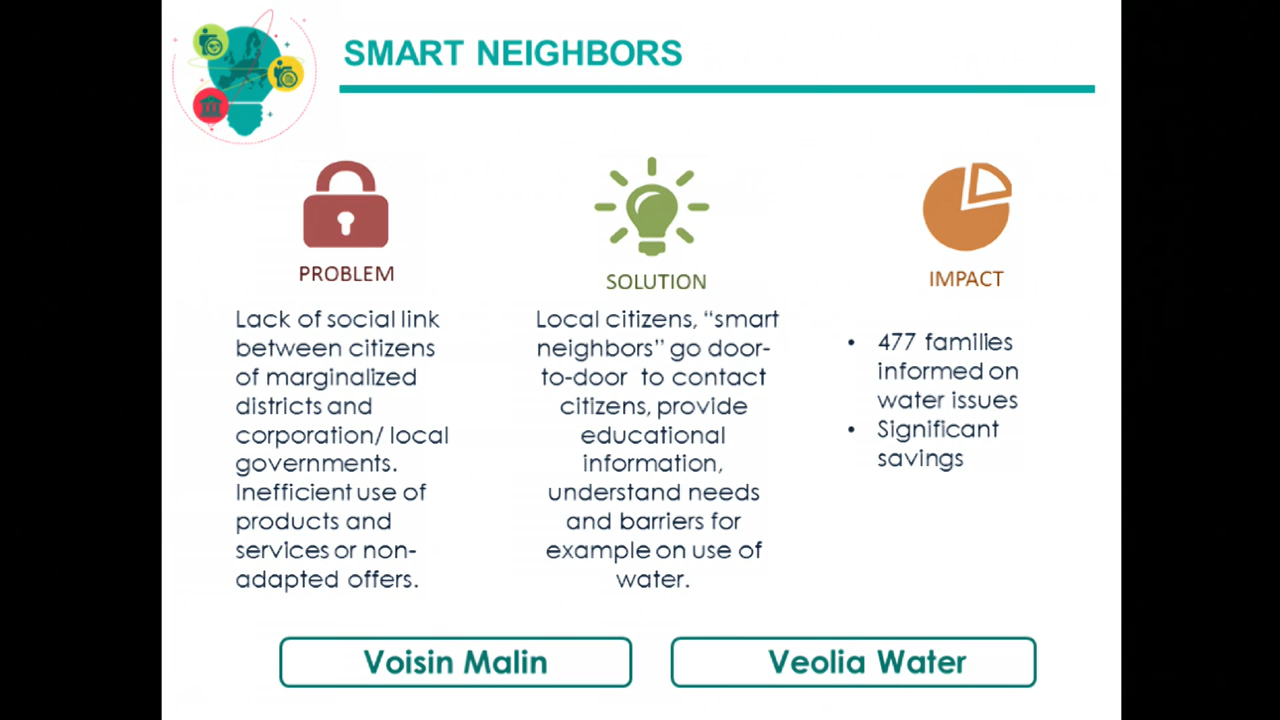 SMART NEIGHBORS
PROBLEM
Lack of social link
between citizens
of marginalized
districts and
corporation/ local
governments.
Inefficient use of
products and
services or non-
adapted offers.
SOLUTION
Local citizens, “smart
neighbors” go door-
to-door to contact
citizens, provide
educational
information,
understand needs
and barriers for
example on use of
water.
IMPACT
• 477 families
informed on
water issues
• Significant
savings
Voisin Malin
Veolia Water